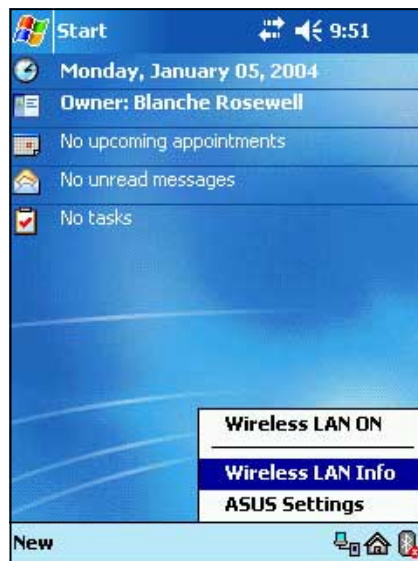 Start 9:51
Monday, January 05, 2004
Owner: Blanche Rosewell
No upcoming appointments
No unread messages
No tasks
Wireless LAN ON
Wireless LAN Info
ASUS Settings
New